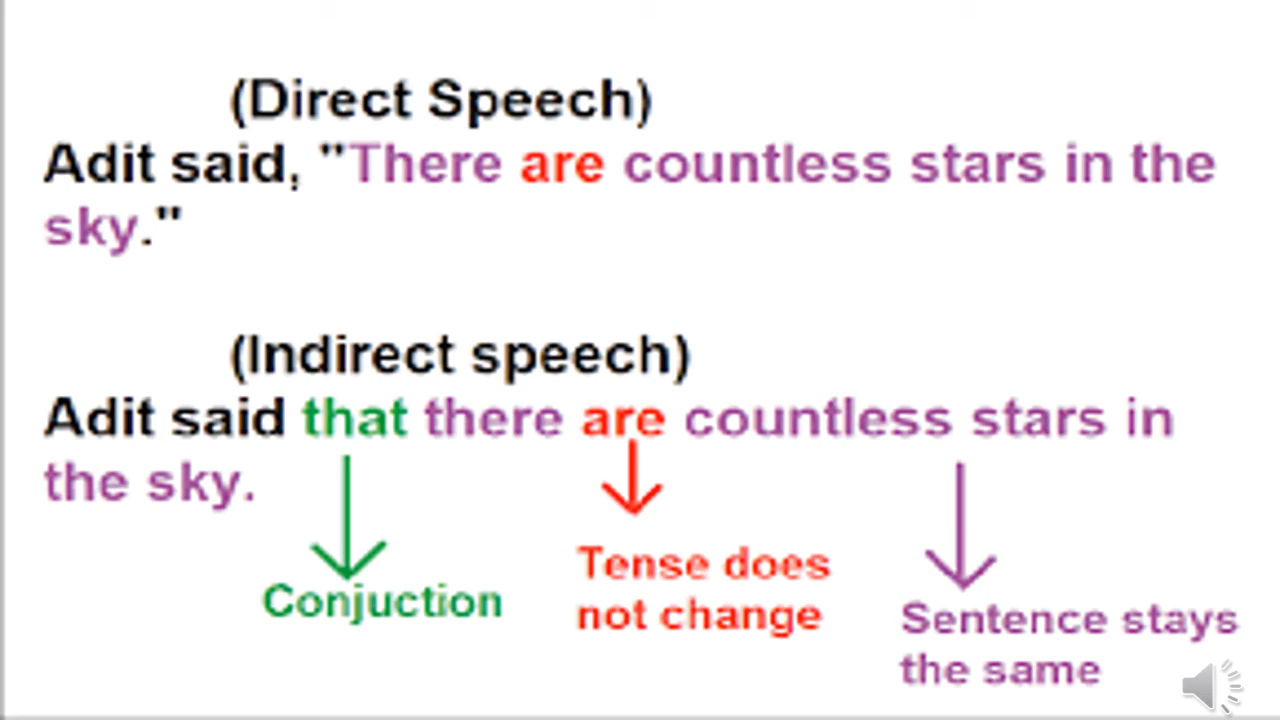 (Direct Speech)
Adit said, "There are countless stars in the
sky."
(Indirect speech)
Adit said that there are countless stars in
the sky.
Conjuction
Tense does
not change
Sentence stays
the same